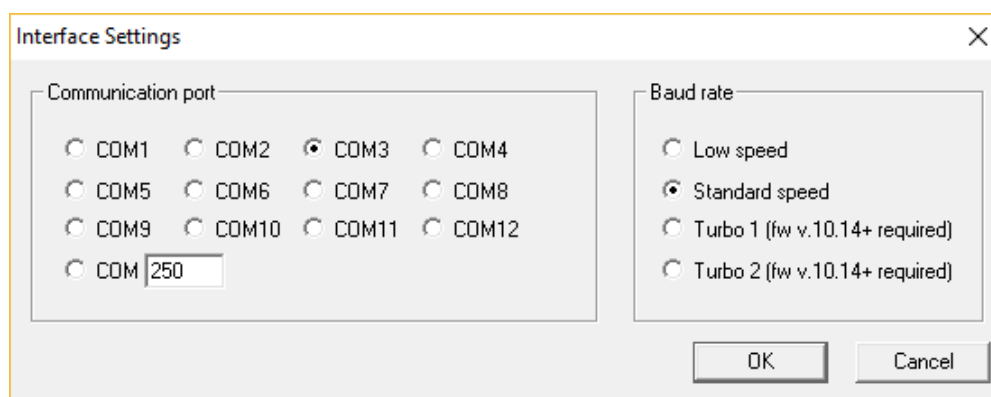 Interface Settings
Communication port
COM1 COM2 COM3 COM4
COM5 COM6 COM7 COM8
COM9 COM10 COM11 COM12
COM 250
Baud rate
Low speed
Standard speed
Turbo 1 (fw v.10.14+ required)
Turbo 2 (fw v.10.14+ required)
OK Cancel